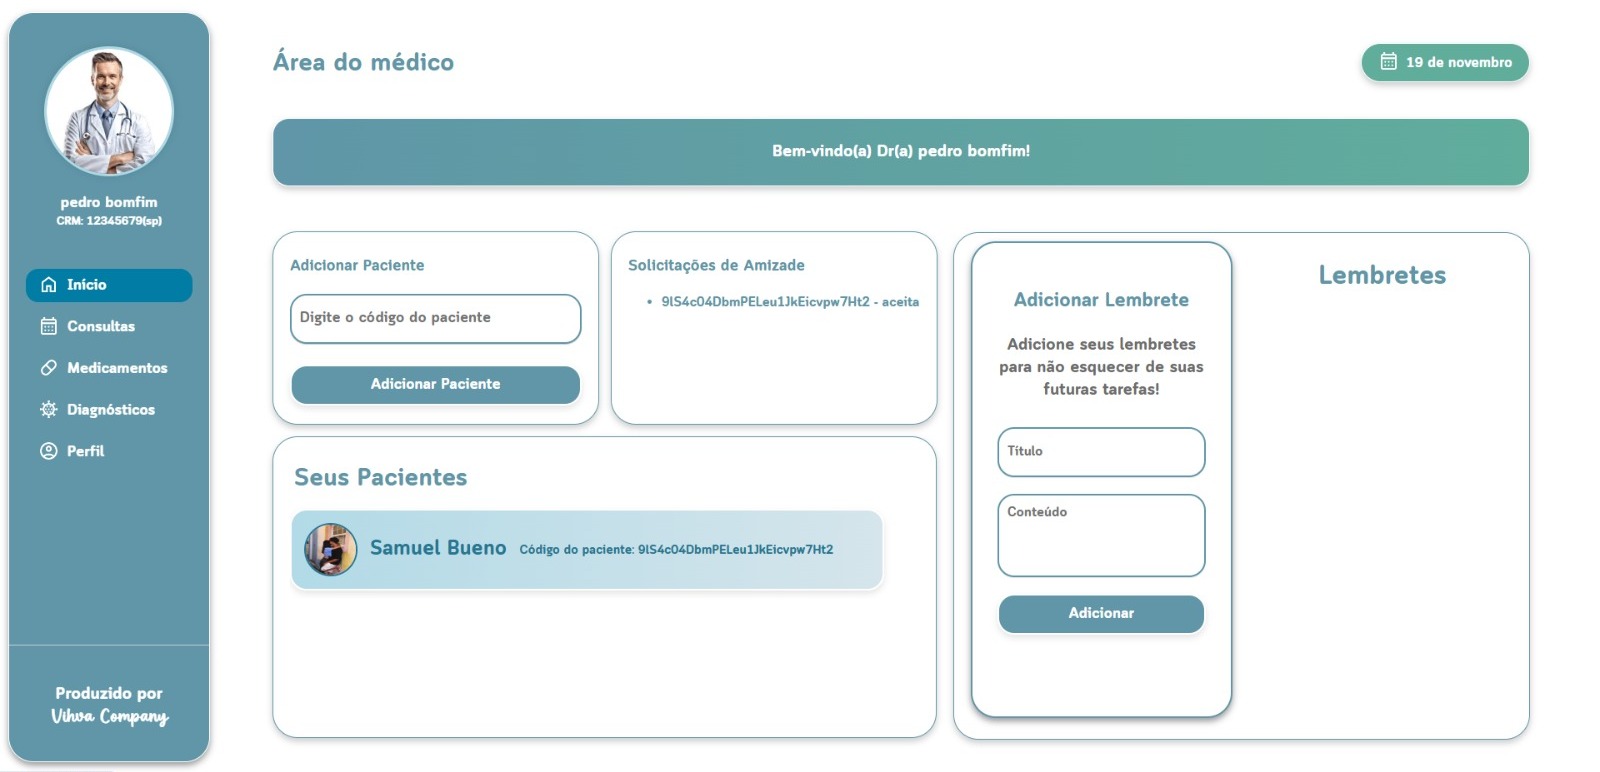 pedro bomfim
CRM: 12345679(sp)
Início
Consultas
Medicamentos
Diagnósticos
Perfil
Produzido por
Vihva Company
Área do médico
19 de novembro
Bem-vindo(a) Dr(a) pedro bomfim!
Adicionar Paciente
Digite o código do paciente
Adicionar Paciente
Solicitações de Amizade
• 9lS4c04DbmPELeu1JkEicvpw7Ht2 - aceita
Seus Pacientes
Samuel Bueno Código do paciente: 9lS4c04DbmPELeu1JkEicvpw7Ht2
Adicionar Lembrete
Adicione seus lembretes
para não esquecer de suas
futuras tarefas!
Título
Conteúdo
Adicionar
Lembretes